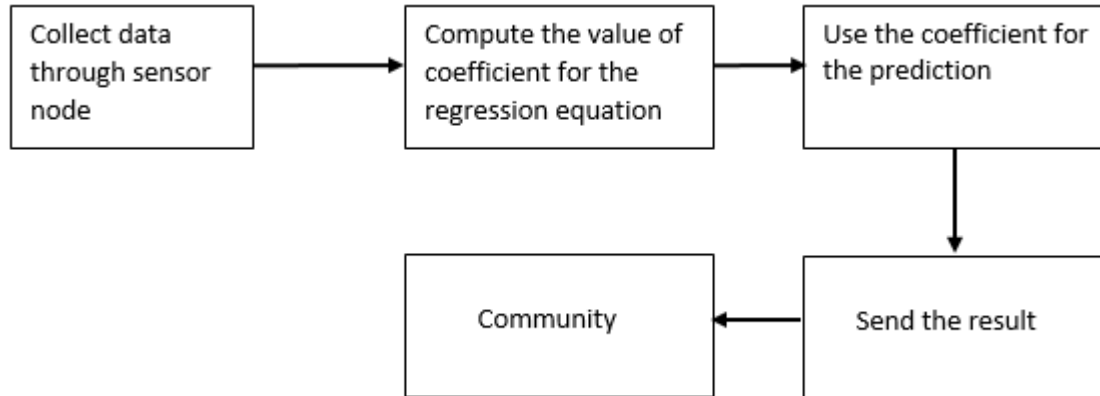 Collect data
through sensor
node
Compute the value of
coefficient for the
regression equation
Use the coefficient for
the prediction
Send the result
Community